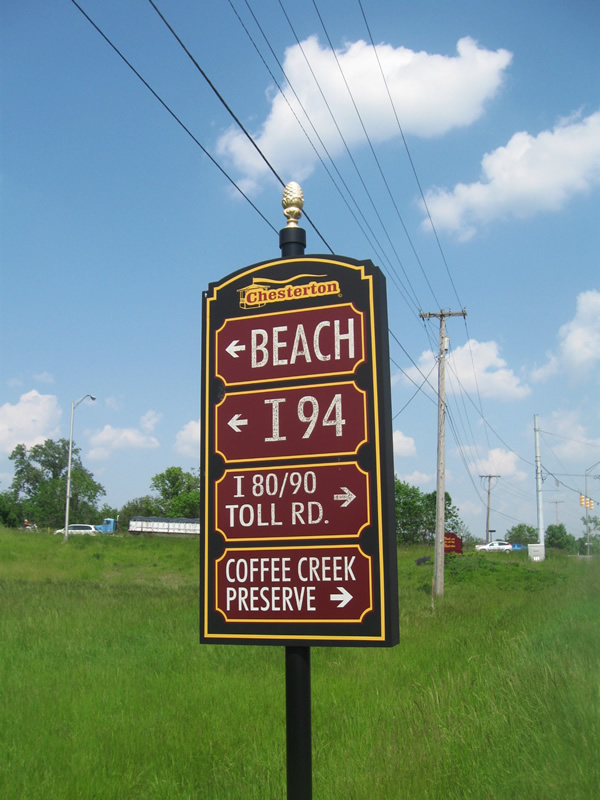 Chesterton
← BEACH
← I 94
I 80/90 →
TOLL RD.
COFFEE CREEK
PRESERVE →